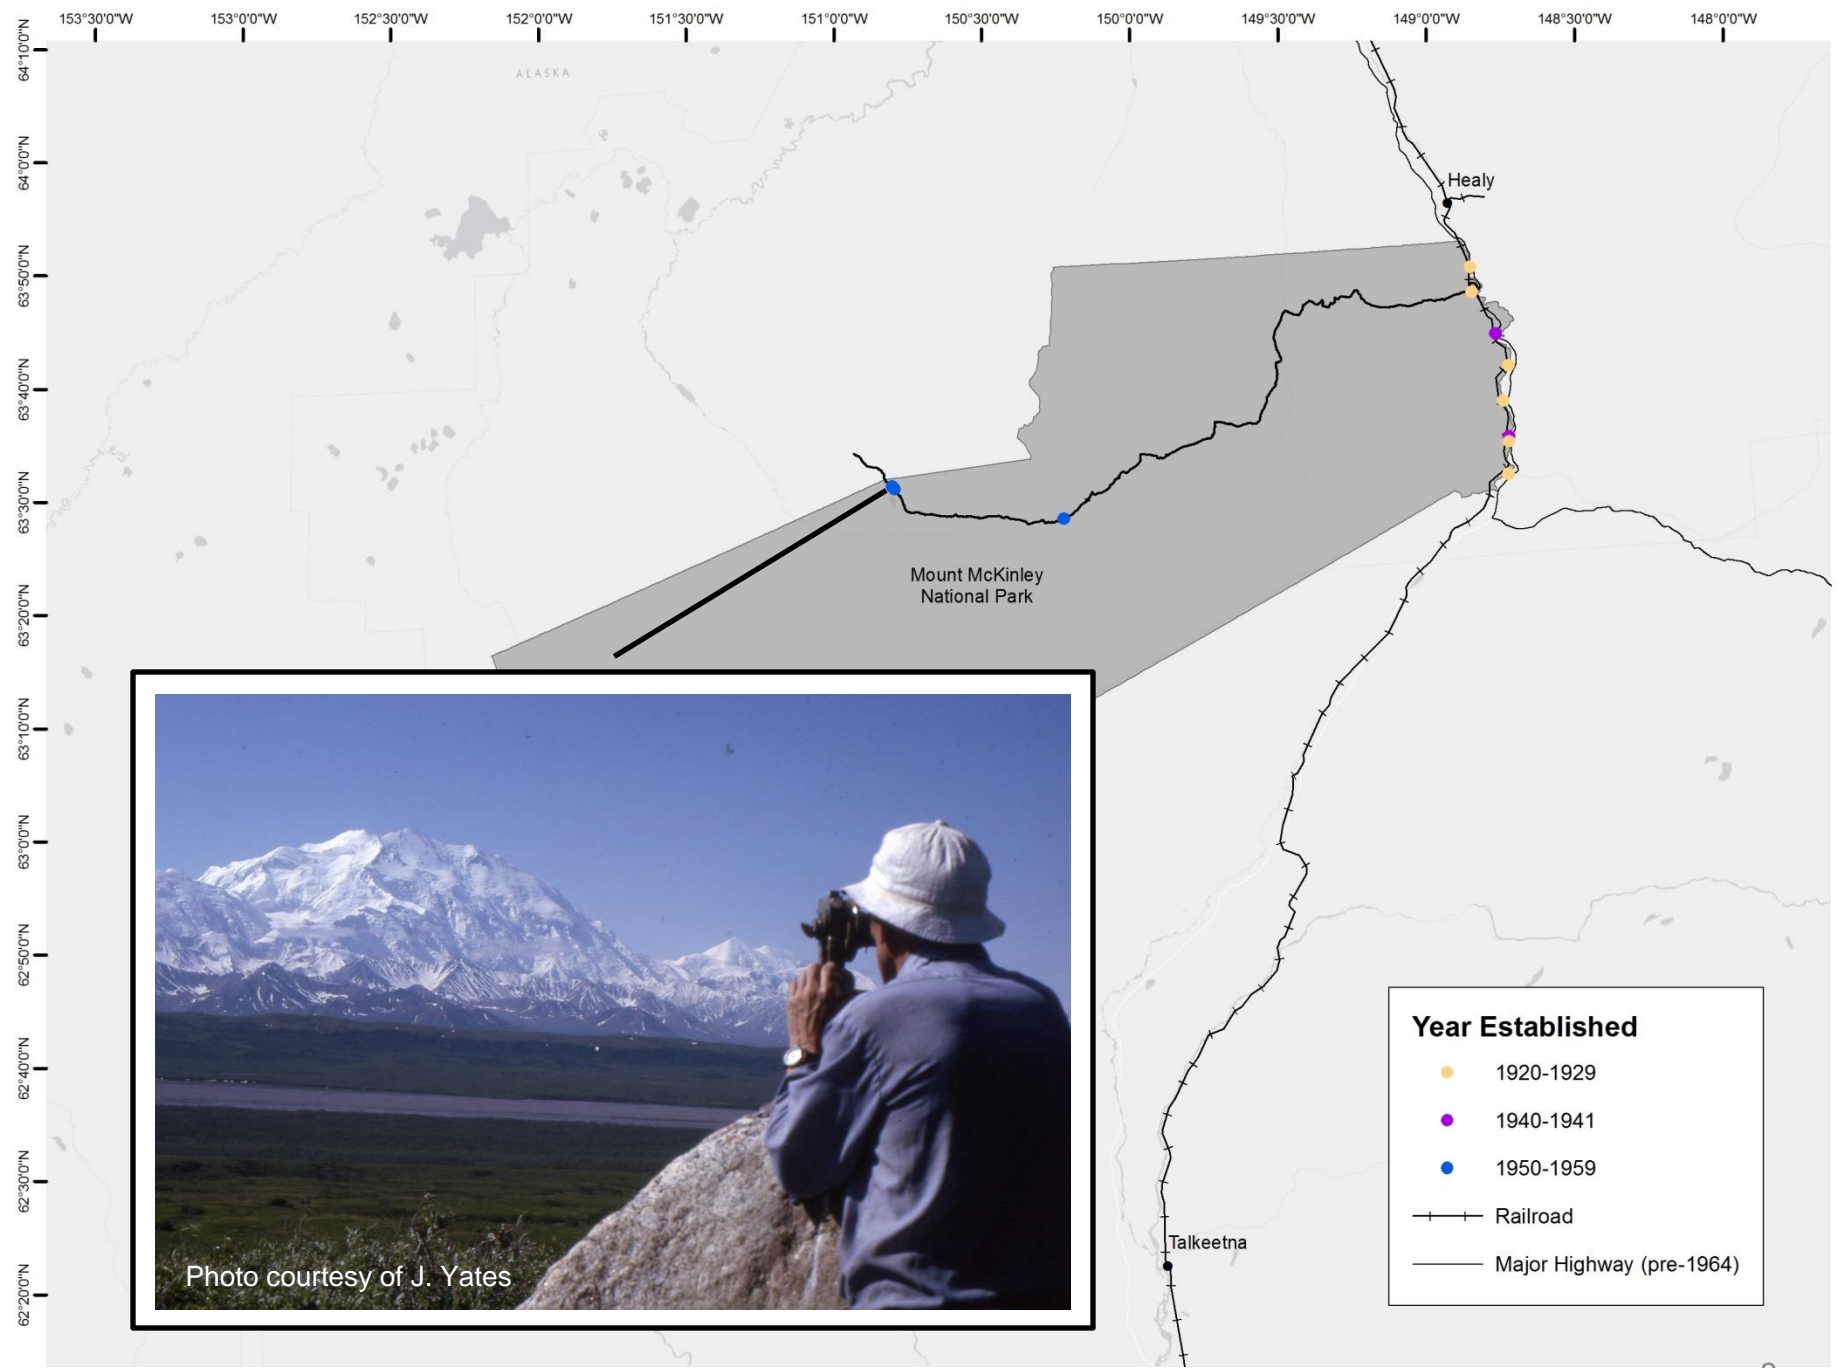 153°30'0"W
153°0'0"W
152°30'0"W
152°0'0"W
151°30'0"W
151°0'0"W
150°30'0"W
150°0'0"W
149°30'0"W
149°0'0"W
148°30'0"W
148°0'0"W
64°10'0"N
64°0'0"N
63°50'0"N
63°40'0"N
63°30'0"N
63°20'0"N
63°10'0"N
63°0'0"N
62°50'0"N
62°40'0"N
62°30'0"N
62°20'0"N
ALASKA
Healy
Mount McKinley
National Park
Talkeetna
Photo courtesy of J. Yates
Year Established
1920-1929
1940-1941
1950-1959
Railroad
Major Highway (pre-1964)